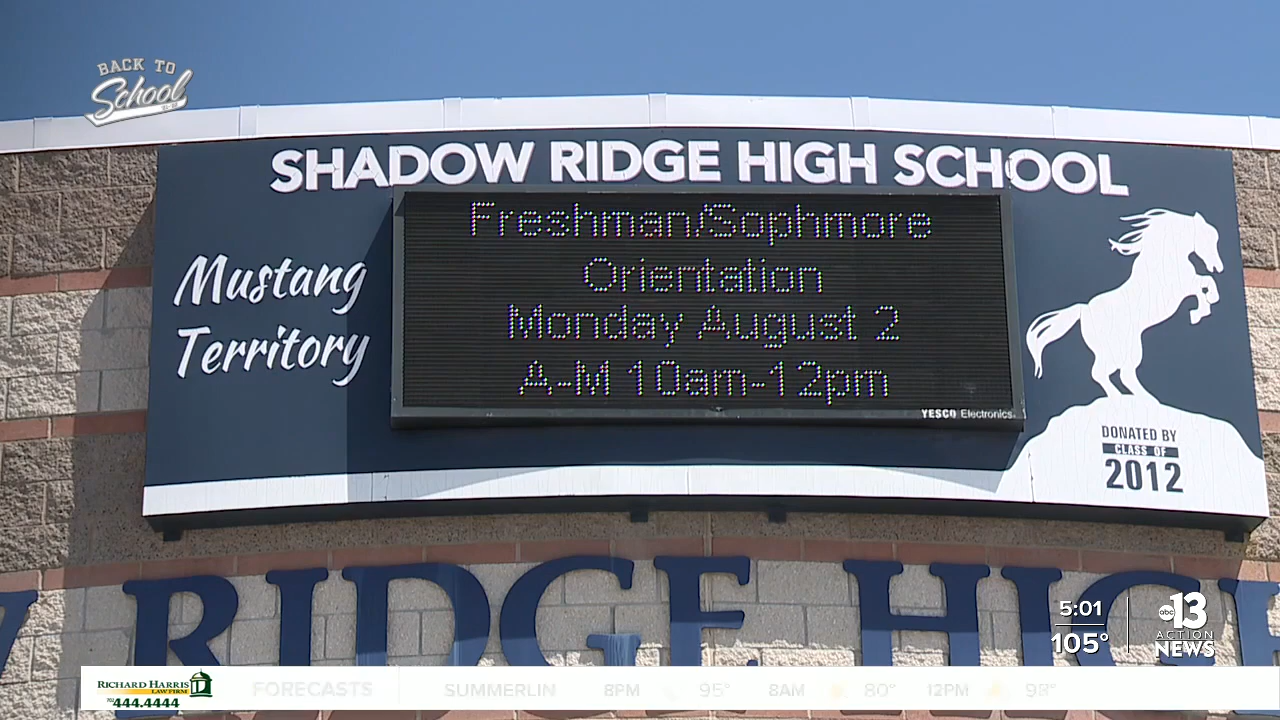 BACK TO
School
SHADOW RIDGE HIGH SCHOOL
Mustang
Territory
Freshman/Sophmore
Orientation
Monday August 2
A-M 10am-12pm
YESCO Electronics
DONATED BY
CLASS OF
2012
RIDGE HIGH
5:01
105°
abc 13
ACTION
NEWS
RICHARD HARRIS
LAW FIRM
702 444.4444
FORECASTS SUMMERLIN 8PM 95° 8AM 80° 12PM 98°